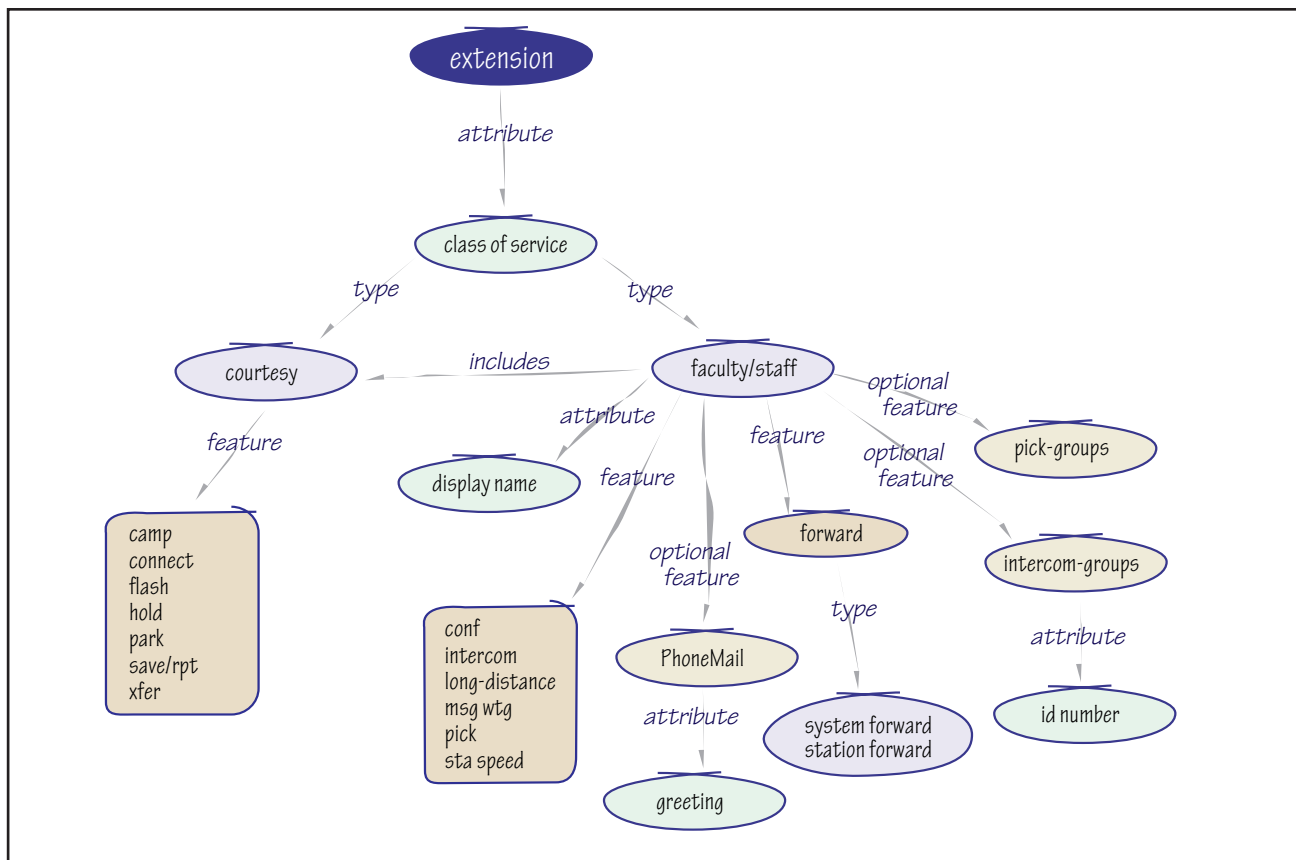 extension
attribute
class of service
type
type
courtesy
includes
faculty/staff
optional
feature
pick-groups
attribute
feature
feature
feature
optional
feature
display name
camp
connect
flash
hold
park
save/rpt
xfer
forward
optional
feature
intercom-groups
conf
intercom
long-distance
msg wtg
pick
sta speed
PhoneMail
type
attribute
attribute
system forward
station forward
id number
greeting